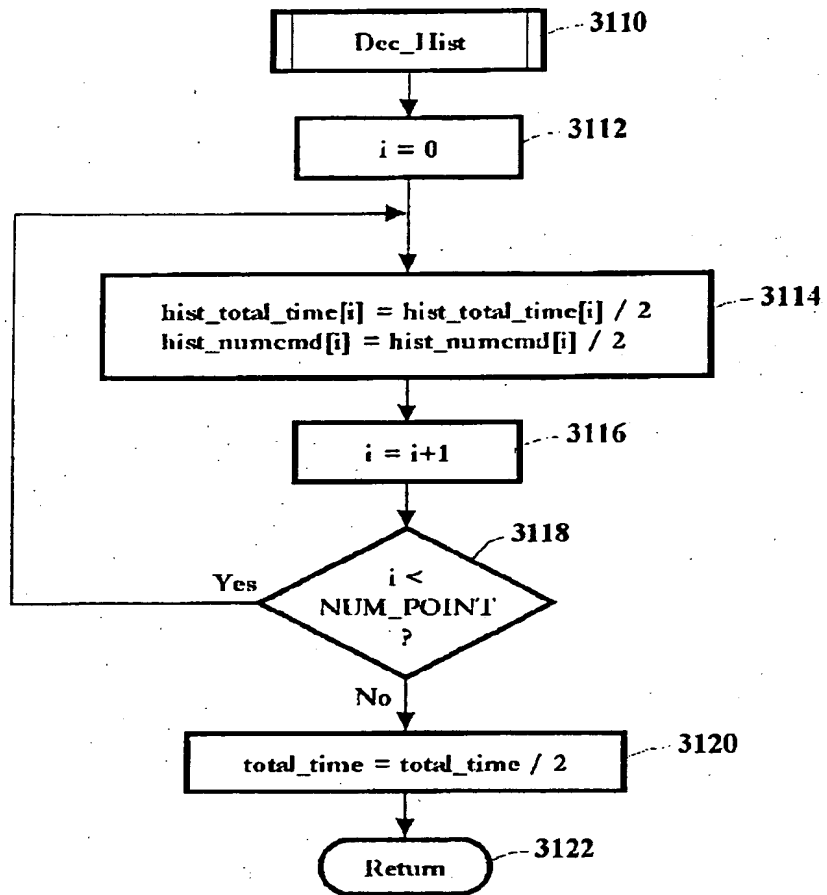 Dec_Hist
3110
i = 0
3112
hist_total_time[i] = hist_total_time[i] / 2
hist_numcmd[i] = hist_numcmd[i] / 2
3114
i = i+1
3116
3118
Yes
i <
NUM_POINT
?
No
total_time = total_time / 2
3120
Return
3122